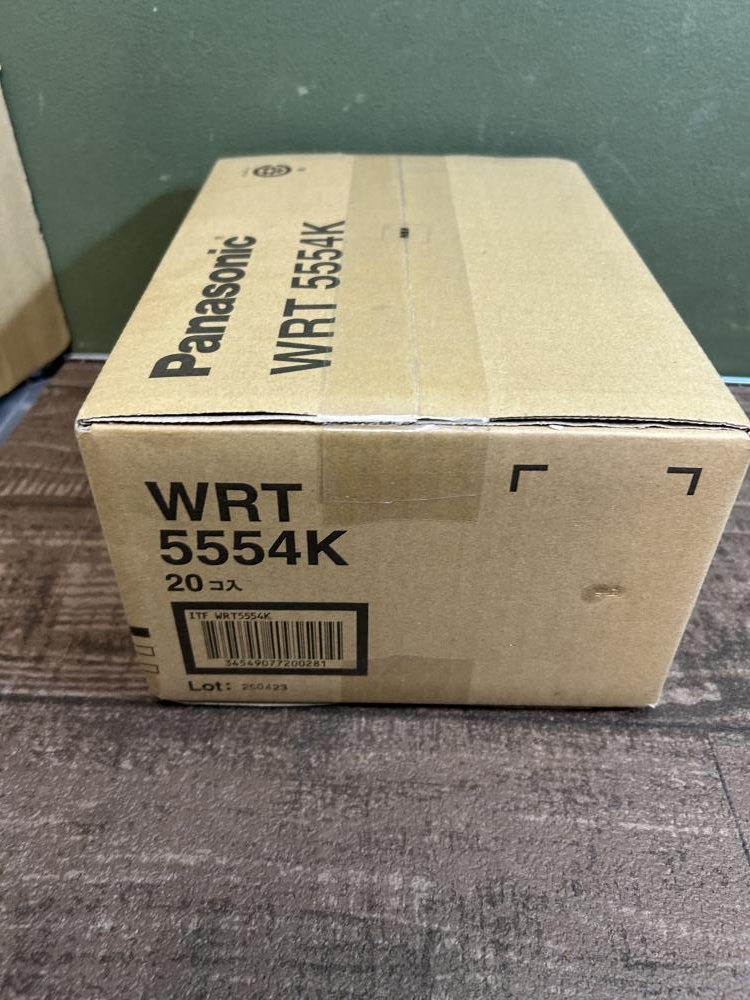 Panasonic
WRT 5554K
WRT
5554K
20コ入
ITF WRT5554K
34549077200281
Lot: 250423